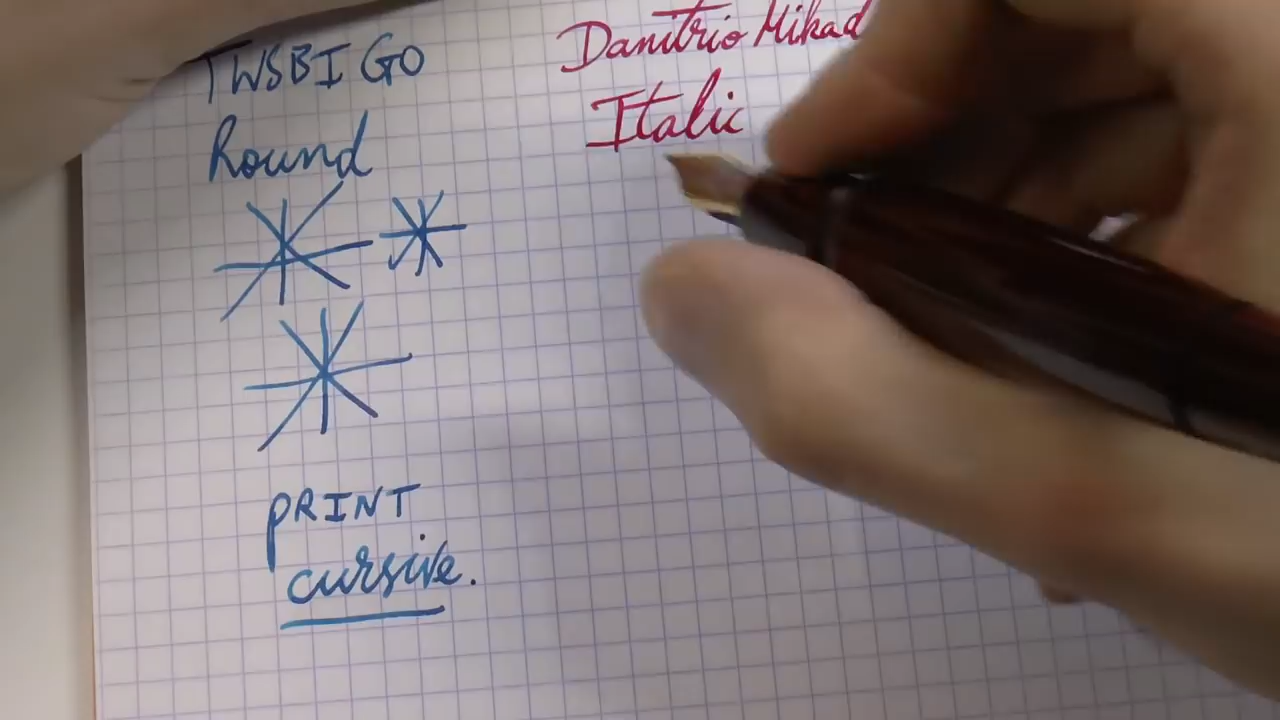 TWSBI GO
Round
PRINT
cursive.
Danitrio Mikad
Italic